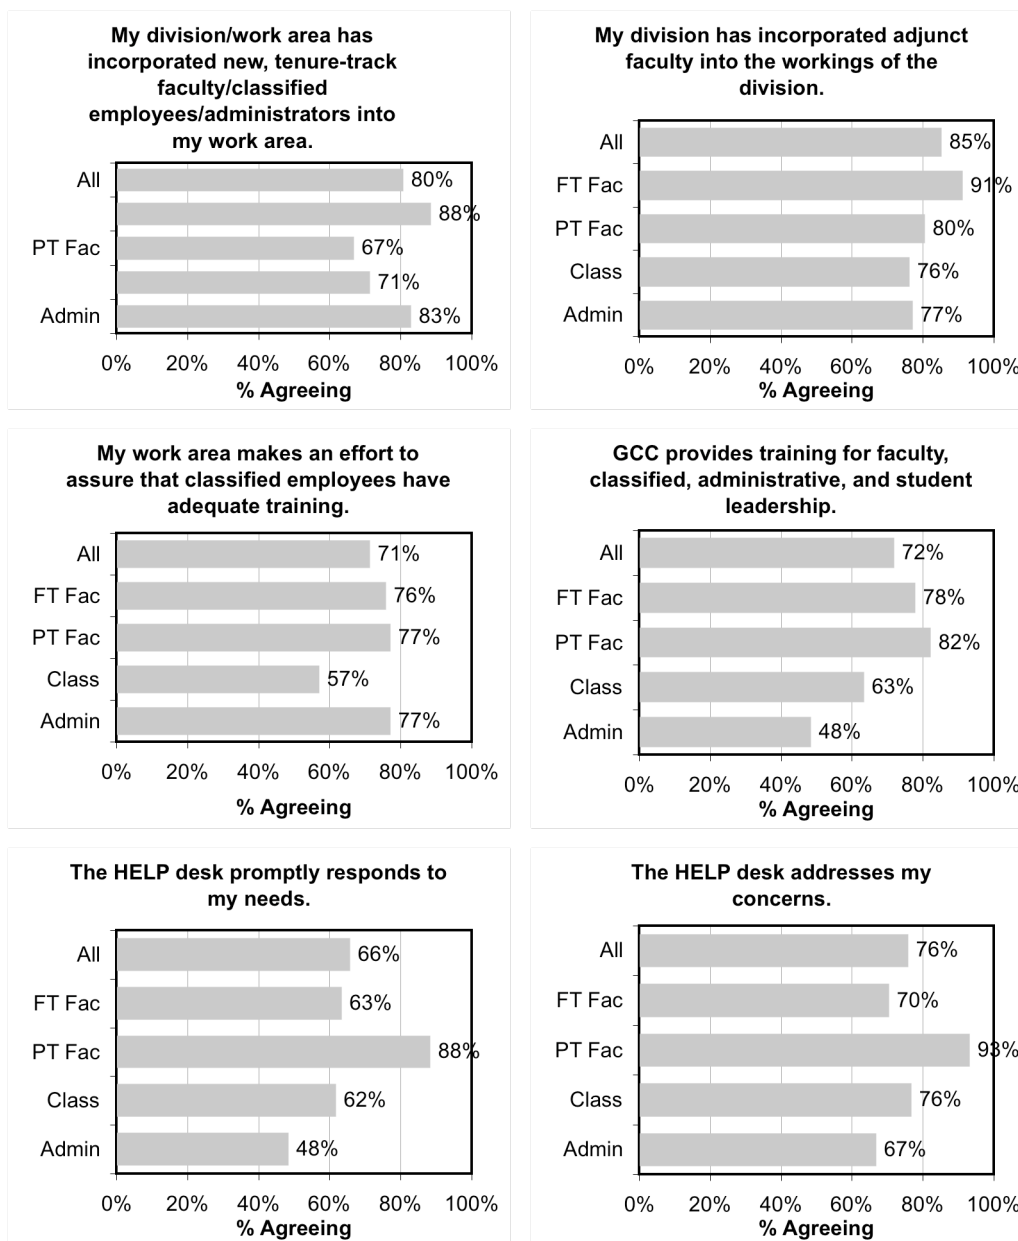 My division/work area has
incorporated new, tenure-track
faculty/classified
employees/administrators into
my work area.
All 80%
88%
PT Fac 67%
71%
Admin 83%
0% 20% 40% 60% 80% 100%
% Agreeing
My division has incorporated adjunct
faculty into the workings of the
division.
All 85%
FT Fac 91%
PT Fac 80%
Class 76%
Admin 77%
0% 20% 40% 60% 80% 100%
% Agreeing
My work area makes an effort to
assure that classified employees have
adequate training.
All 71%
FT Fac 76%
PT Fac 77%
Class 57%
Admin 77%
0% 20% 40% 60% 80% 100%
% Agreeing
GCC provides training for faculty,
classified, administrative, and student
leadership.
All 72%
FT Fac 78%
PT Fac 82%
Class 63%
Admin 48%
0% 20% 40% 60% 80% 100%
% Agreeing
The HELP desk promptly responds to
my needs.
All 66%
FT Fac 63%
PT Fac 88%
Class 62%
Admin 48%
0% 20% 40% 60% 80% 100%
% Agreeing
The HELP desk addresses my
concerns.
All 76%
FT Fac 70%
PT Fac 93%
Class 76%
Admin 67%
0% 20% 40% 60% 80% 100%
% Agreeing